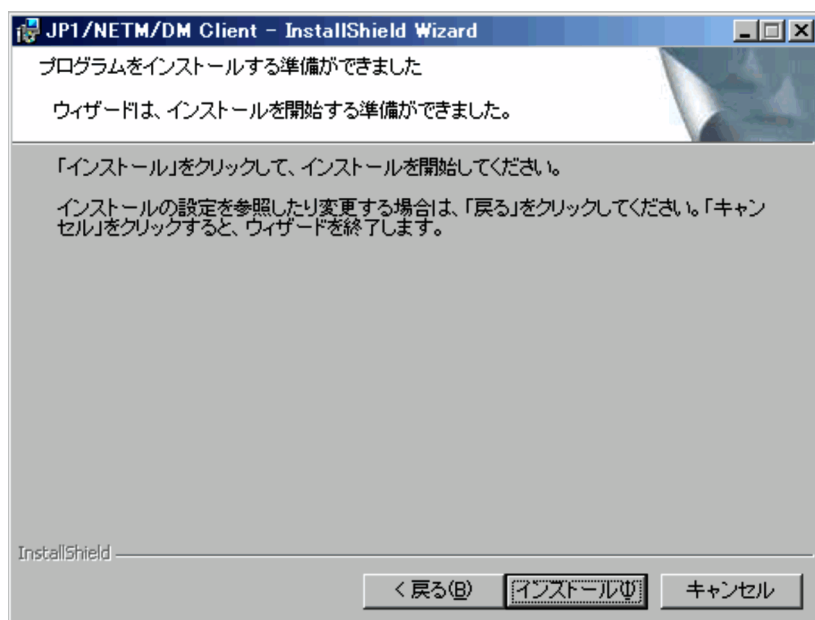 JP1/NETM/DM Client - InstallShield Wizard
プログラムをインストールする準備ができました
ウィザードは、インストールを開始する準備ができました。
「インストール」をクリックして、インストールを開始してください。
インストールの設定を参照したり変更する場合は、「戻る」をクリックしてください。「キャン
セル」をクリックすると、ウィザードを終了します。
InstallShield
< 戻る(B)
インストール(I)
キャンセル